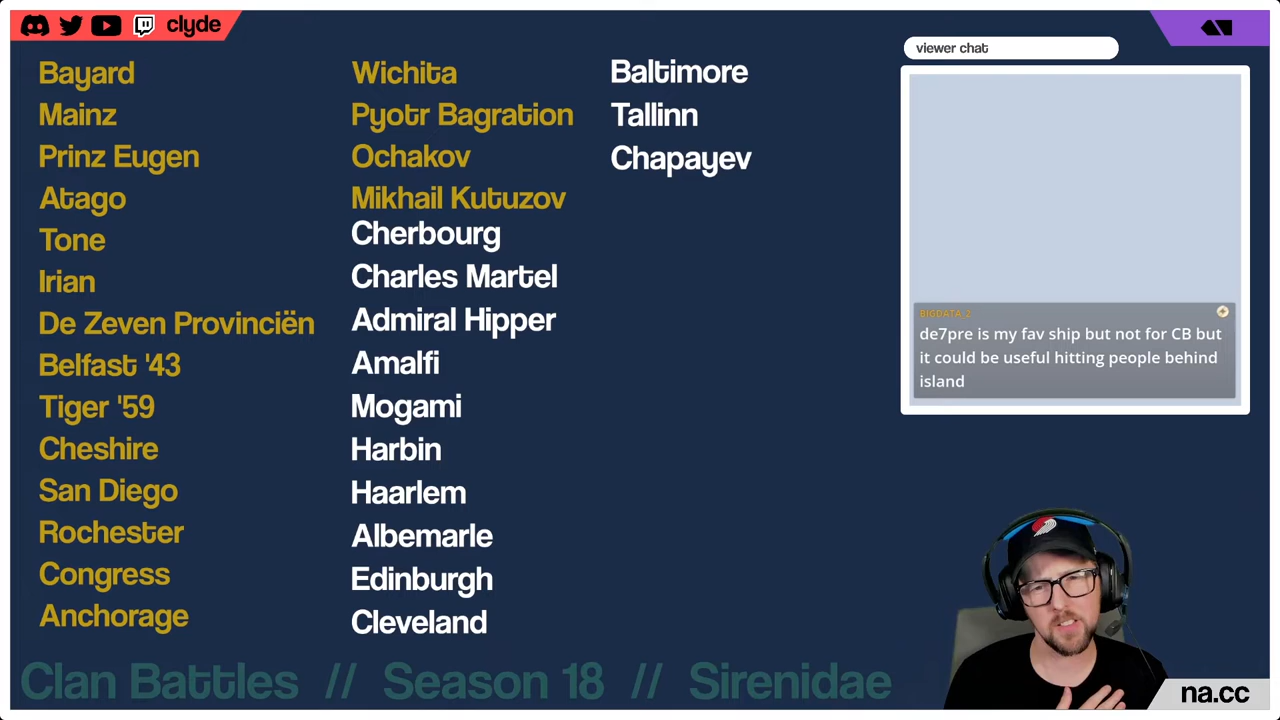 clyde
Bayard
Mainz
Prinz Eugen
Atago
Tone
Irian
De Zeven Provinciën
Belfast '43
Tiger '59
Cheshire
San Diego
Rochester
Congress
Anchorage
Wichita
Pyotr Bagration
Ochakov
Mikhail Kutuzov
Cherbourg
Charles Martel
Admiral Hipper
Amalfi
Mogami
Harbin
Haarlem
Albemarle
Edinburgh
Cleveland
Baltimore
Tallinn
Chapayev
viewer chat
BIGDATA_2
de7pre is my fav ship but not for CB but
it could be useful hitting people behind
island
Clan Battles // Season 18 // Sirenidae
na.cc